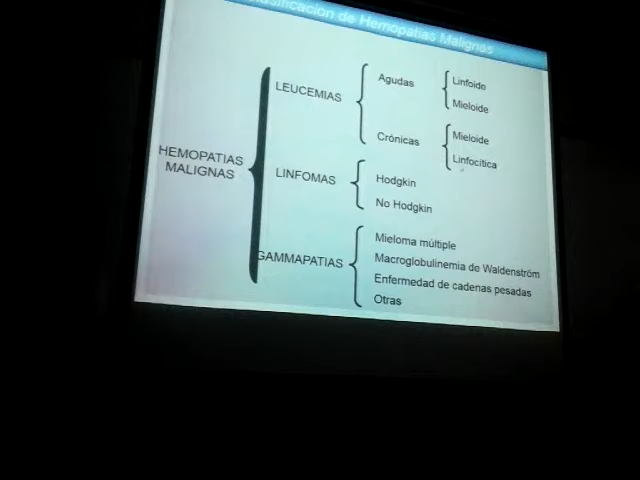 Clasificación de Hemopatias Malignas
HEMOPATIAS
MALIGNAS
LEUCEMIAS
Agudas
Linfoide
Mieloide
Crónicas
Mieloide
Linfocítica
LINFOMAS
Hodgkin
No Hodgkin
GAMMAPATIAS
Mieloma múltiple
Macroglobulinemia de Waldenström
Enfermedad de cadenas pesadas
Otras